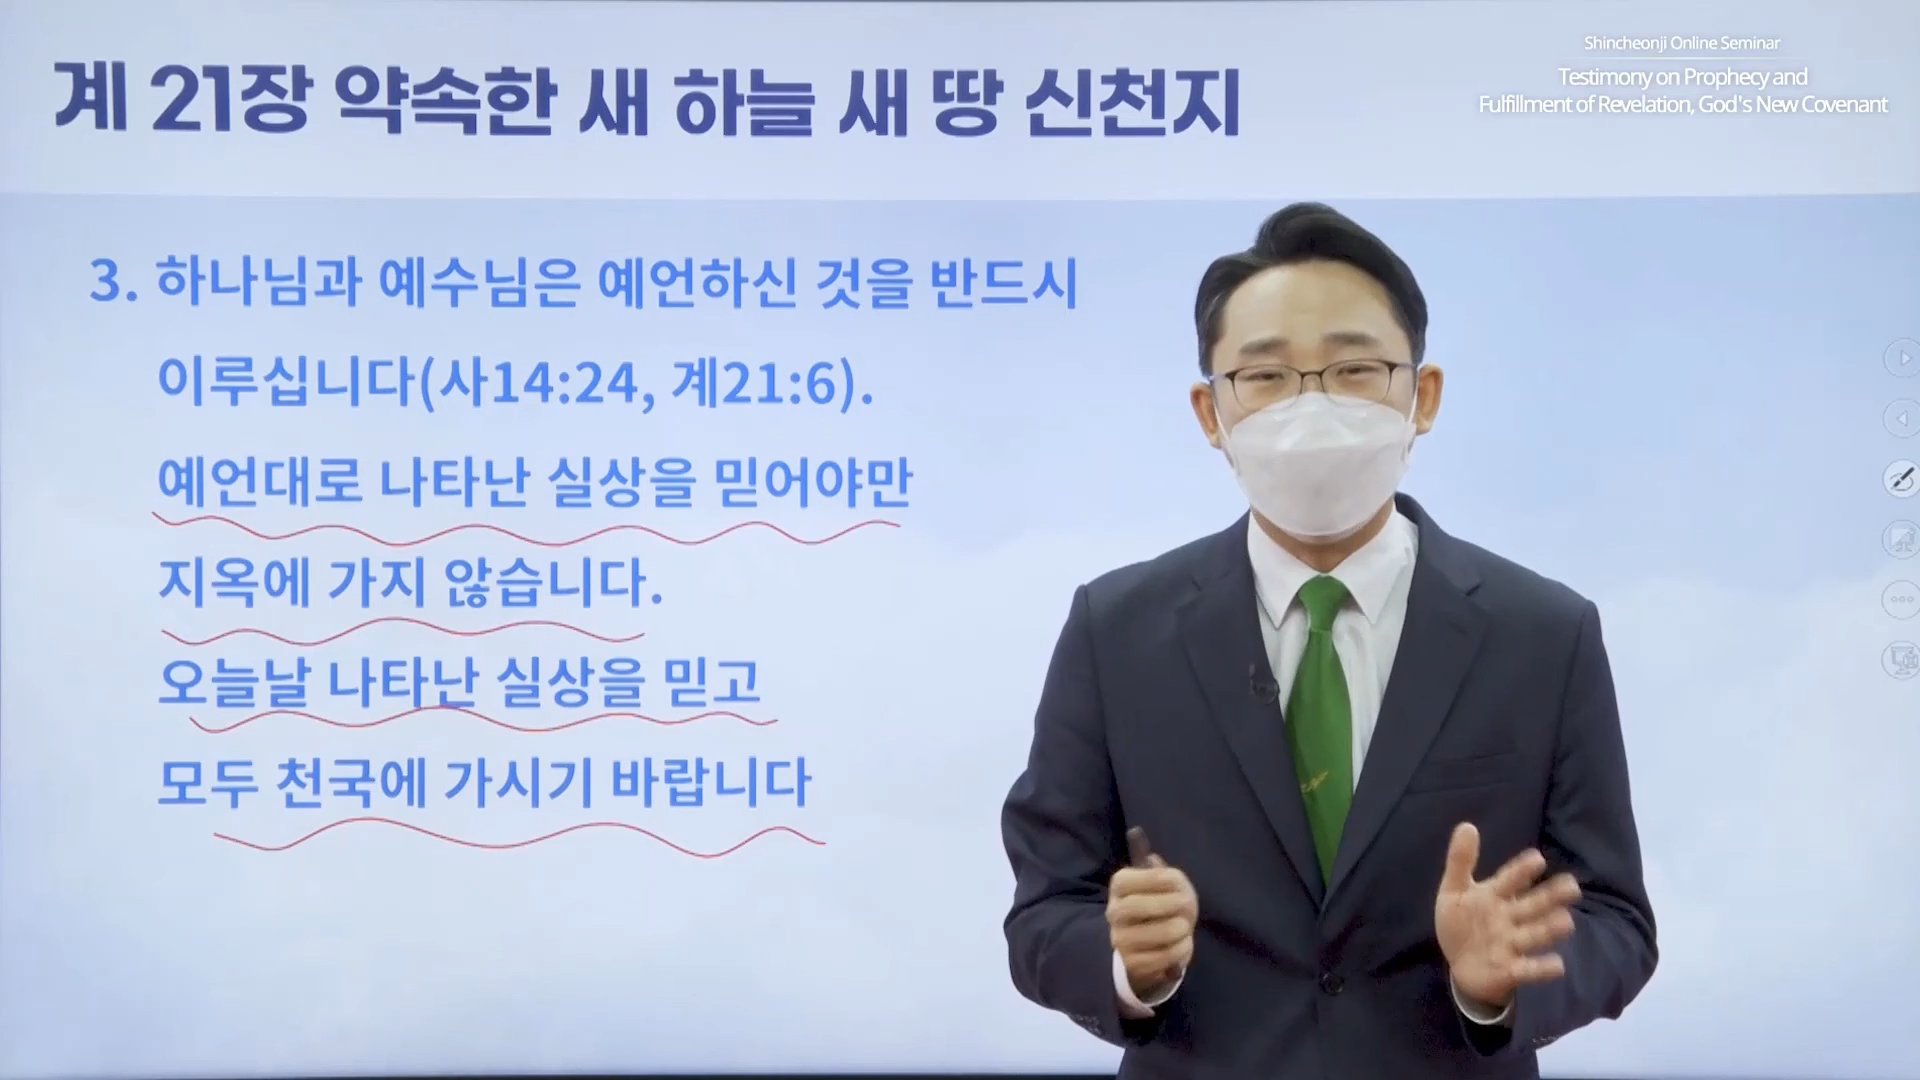 계 21장 약속한 새 하늘 새 땅 신천지
Shincheonji Online Seminar
Testimony on Prophecy and
Fulfillment of Revelation, God's New Covenant
3. 하나님과 예수님은 예언하신 것을 반드시
이루십니다(사14:24, 계21:6).
예언대로 나타난 실상을 믿어야만
지옥에 가지 않습니다.
오늘날 나타난 실상을 믿고
모두 천국에 가시기 바랍니다